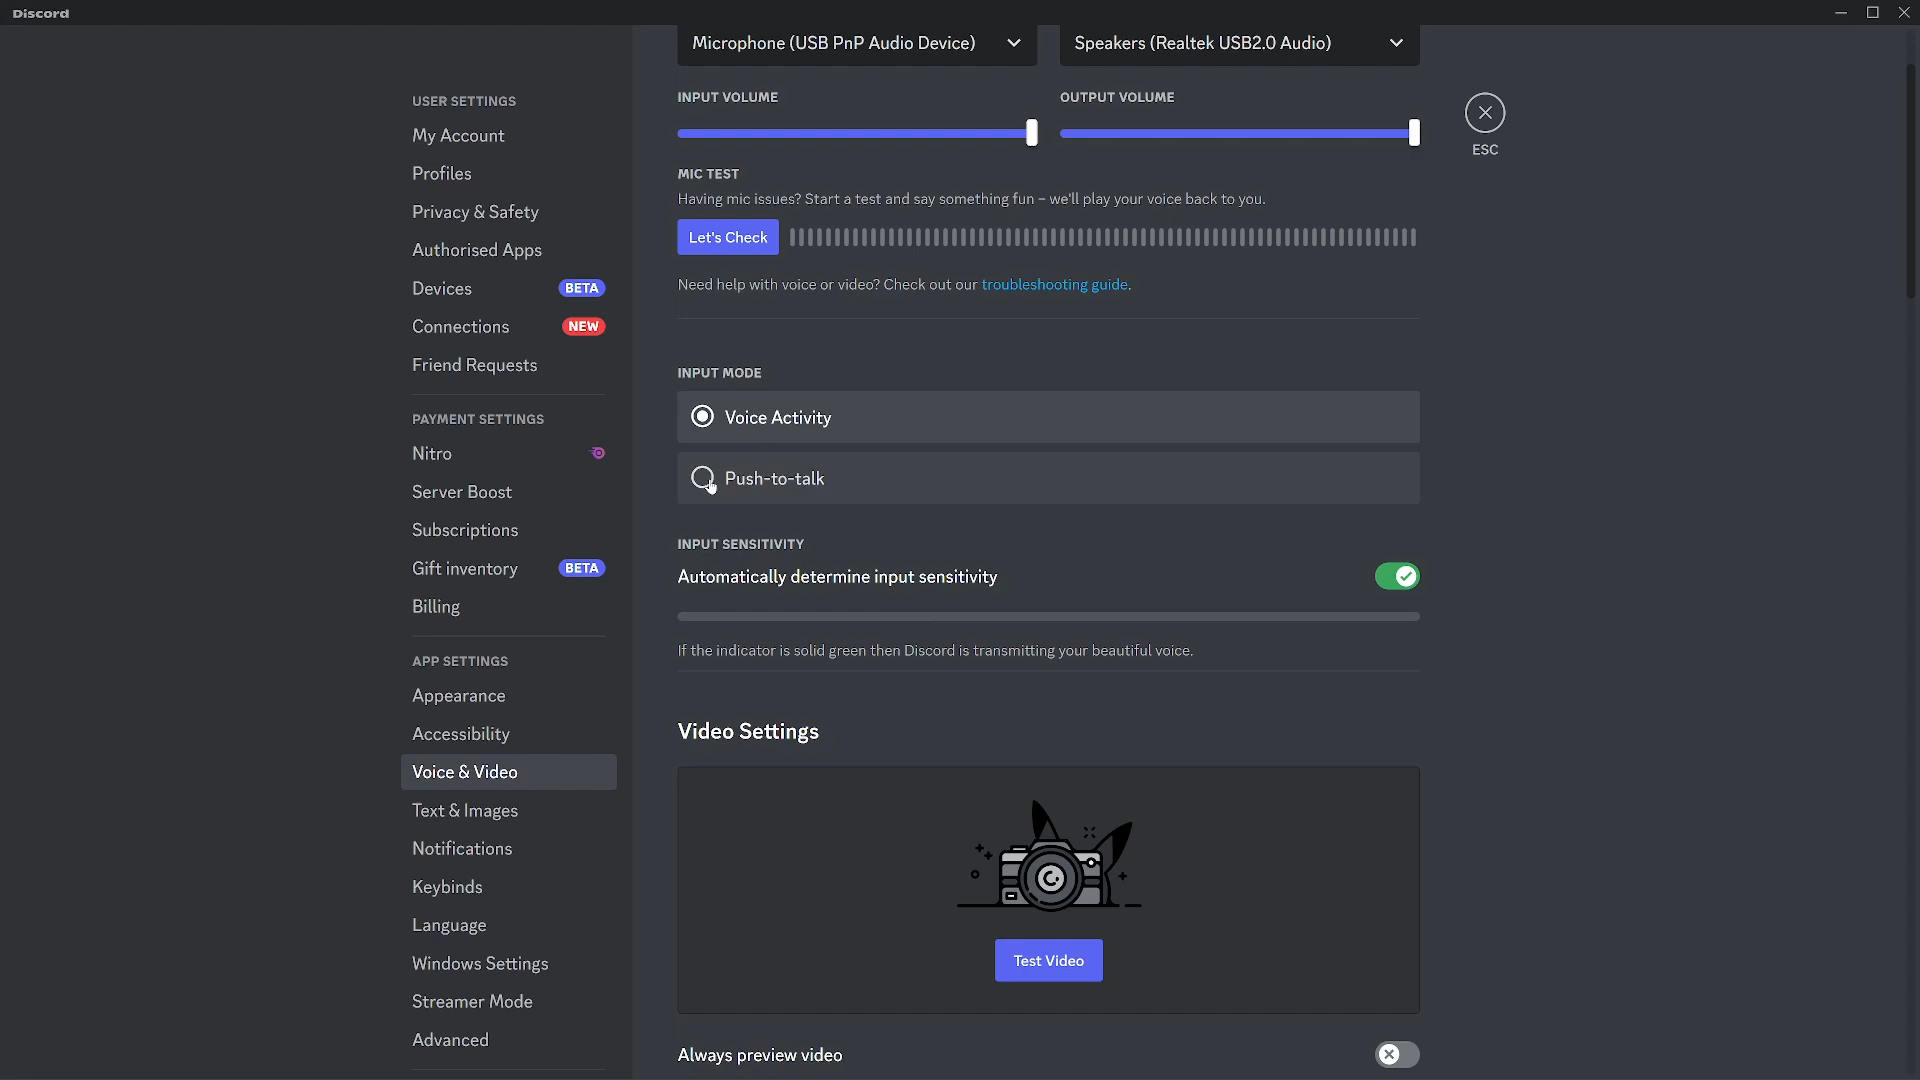 Discord
Microphone (USB PnP Audio Device)
Speakers (Realtek USB2.0 Audio)
INPUT VOLUME
OUTPUT VOLUME
ESC
MIC TEST
Having mic issues? Start a test and say something fun – we'll play your voice back to you.
Let's Check
Need help with voice or video? Check out our troubleshooting guide.
INPUT MODE
Voice Activity
Push-to-talk
INPUT SENSITIVITY
Automatically determine input sensitivity
If the indicator is solid green then Discord is transmitting your beautiful voice.
Video Settings
Test Video
Always preview video
USER SETTINGS
My Account
Profiles
Privacy & Safety
Authorised Apps
Devices BETA
Connections NEW
Friend Requests
PAYMENT SETTINGS
Nitro
Server Boost
Subscriptions
Gift inventory BETA
Billing
APP SETTINGS
Appearance
Accessibility
Voice & Video
Text & Images
Notifications
Keybinds
Language
Windows Settings
Streamer Mode
Advanced